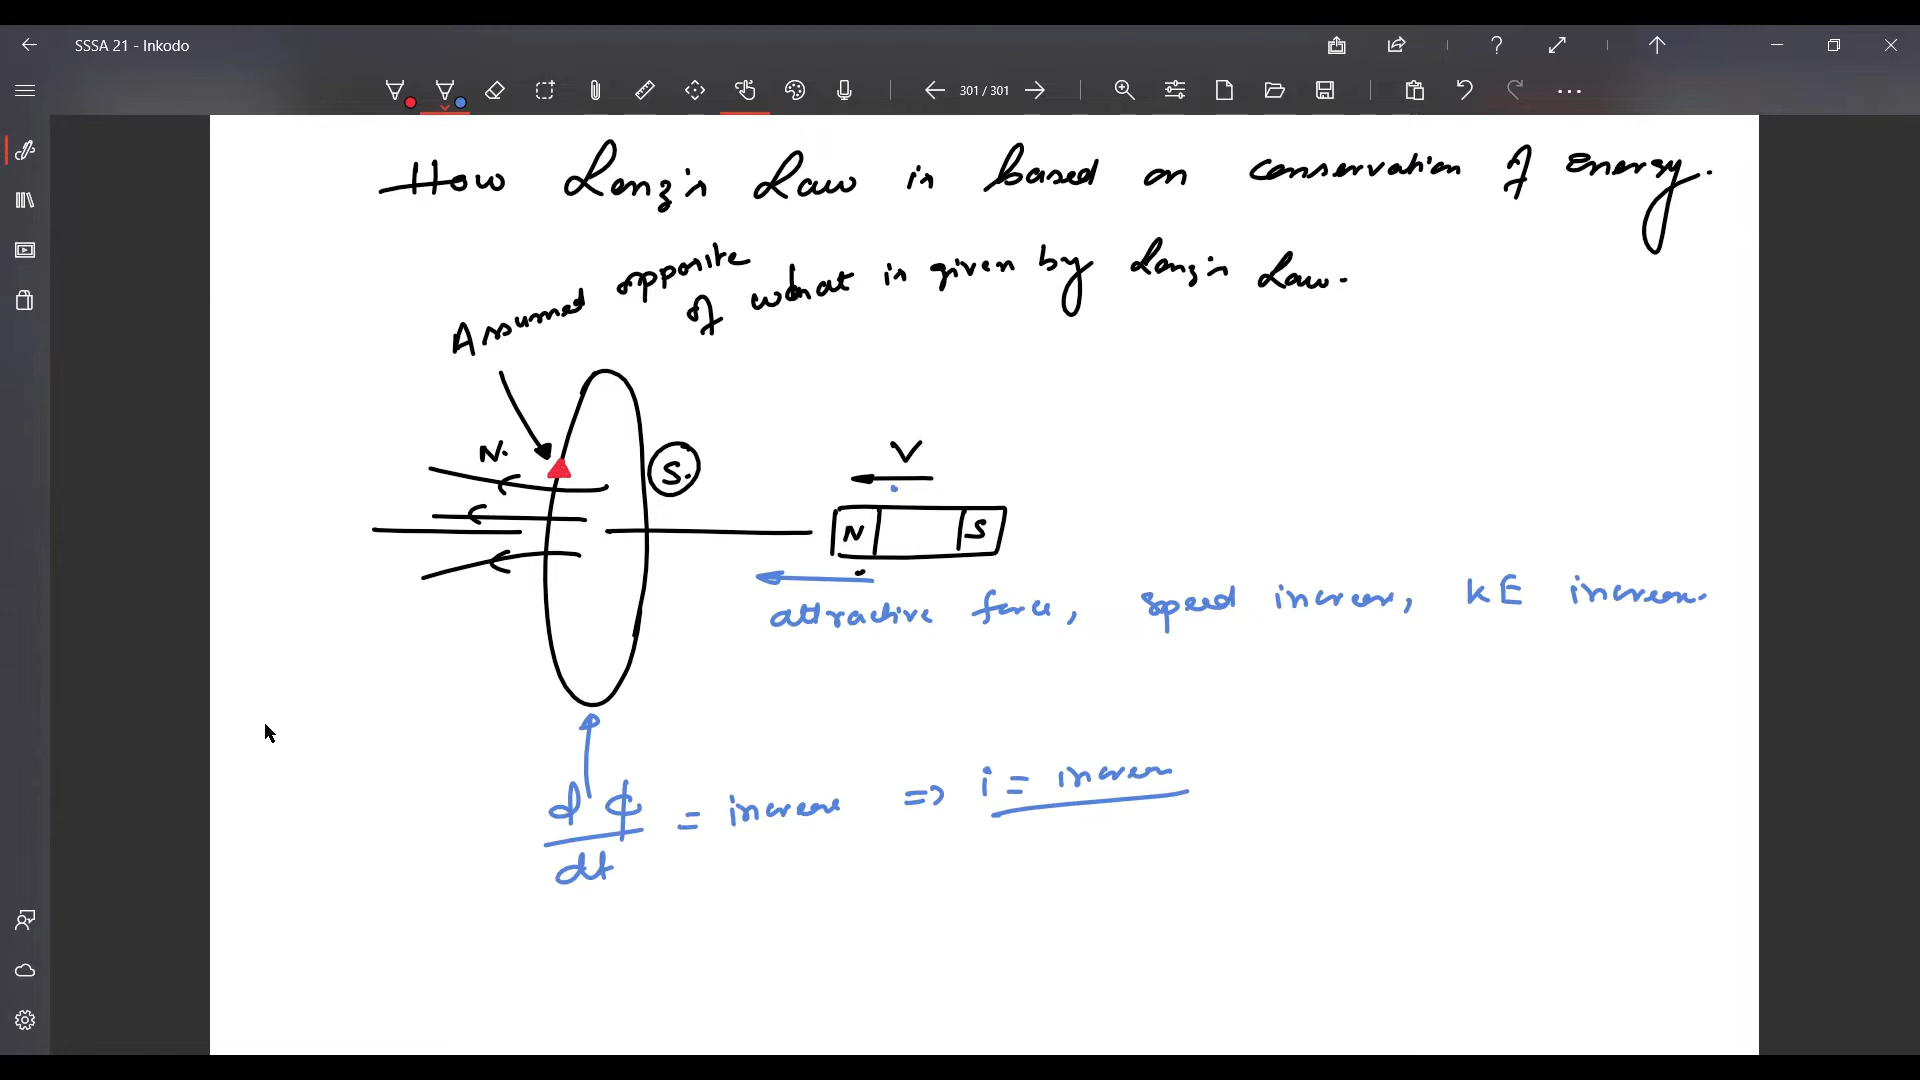 SSSA 21 - Inkodo
301 / 301
How Lenz's Law is based on conservation of Energy.
Assumed opposite
of what is given by Lenz's Law.
N.
S.
V
N
S
attractive force, speed increase, KE increase.
dϕ/dt = increase => i = increase